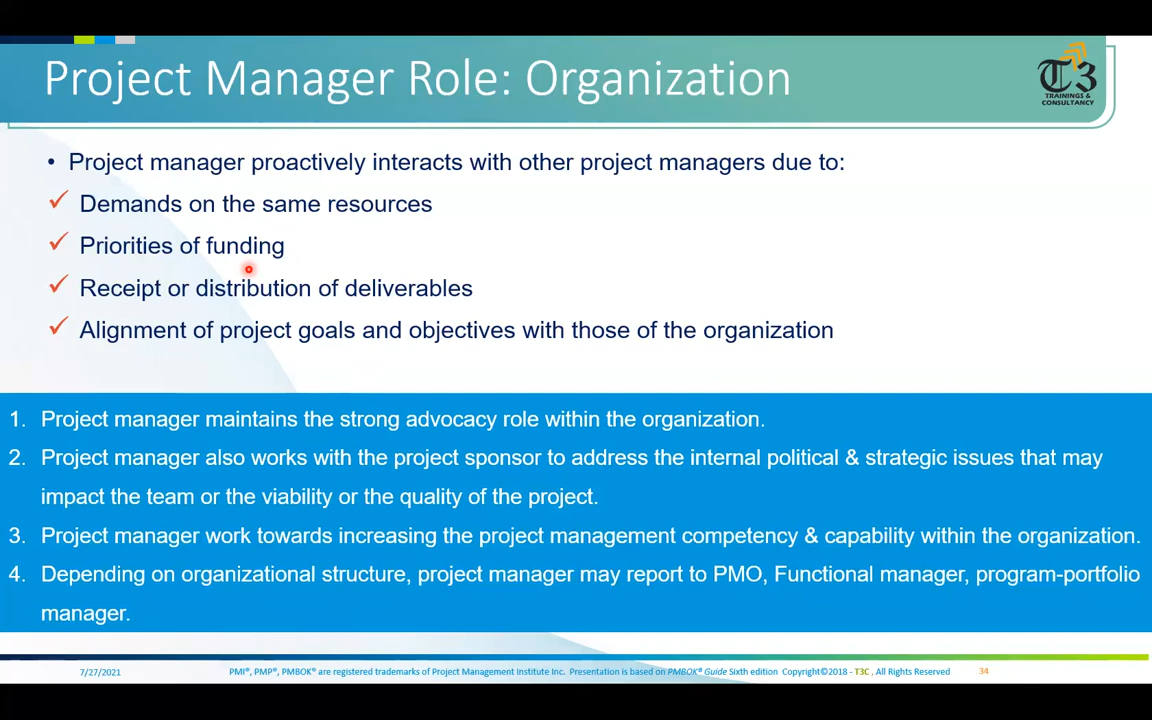 Project Manager Role: Organization
T3
TRAININGS &
CONSULTANCY
• Project manager proactively interacts with other project managers due to:
✓ Demands on the same resources
✓ Priorities of funding
✓ Receipt or distribution of deliverables
✓ Alignment of project goals and objectives with those of the organization
1. Project manager maintains the strong advocacy role within the organization.
2. Project manager also works with the project sponsor to address the internal political & strategic issues that may
impact the team or the viability or the quality of the project.
3. Project manager work towards increasing the project management competency & capability within the organization.
4. Depending on organizational structure, project manager may report to PMO, Functional manager, program-portfolio
manager.
7/27/2021 PMI®, PMP®, PMBOK® are registered trademarks of Project Management Institute Inc. Presentation is based on PMBOK® Guide Sixth edition Copyright©2018 - T3C , All Rights Reserved 34